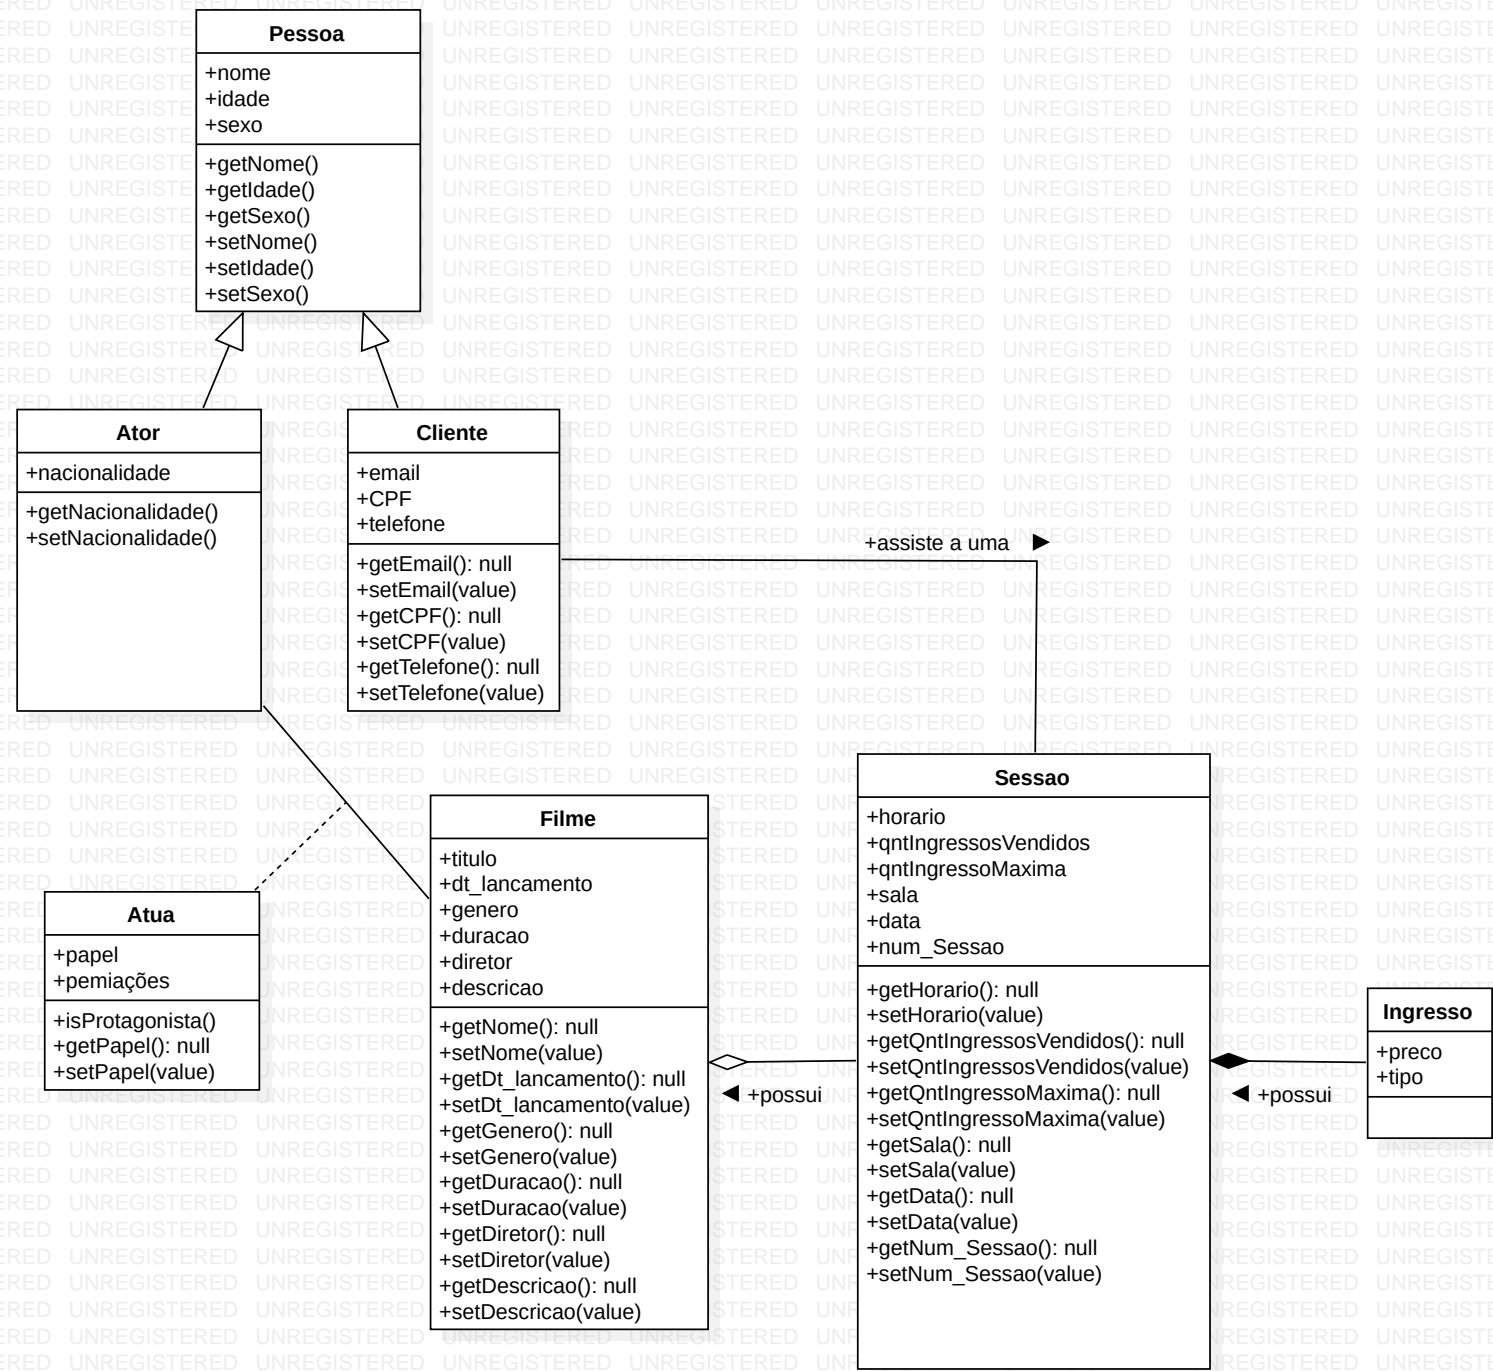 Pessoa
+nome
+idade
+sexo
+getNome()
+getIdade()
+getSexo()
+setNome()
+setIdade()
+setSexo()
Ator
+nacionalidade
+getNacionalidade()
+setNacionalidade()
Cliente
+email
+CPF
+telefone
+getEmail(): null
+setEmail(value)
+getCPF(): null
+setCPF(value)
+getTelefone(): null
+setTelefone(value)
+assiste a uma
Atua
+papel
+pemiações
+isProtagonista()
+getPapel(): null
+setPapel(value)
Filme
+titulo
+dt_lancamento
+genero
+duracao
+diretor
+descricao
+getNome(): null
+setNome(value)
+getDt_lancamento(): null
+setDt_lancamento(value)
+getGenero(): null
+setGenero(value)
+getDuracao(): null
+setDuracao(value)
+getDiretor(): null
+setDiretor(value)
+getDescricao(): null
+setDescricao(value)
+possui
Sessao
+horario
+qntIngressosVendidos
+qntIngressoMaxima
+sala
+data
+num_Sessao
+getHorario(): null
+setHorario(value)
+getQntIngressosVendidos(): null
+setQntIngressosVendidos(value)
+getQntIngressoMaxima(): null
+setQntIngressoMaxima(value)
+getSala(): null
+setSala(value)
+getData(): null
+setData(value)
+getNum_Sessao(): null
+setNum_Sessao(value)
+possui
Ingresso
+preco
+tipo
UNREGISTERED